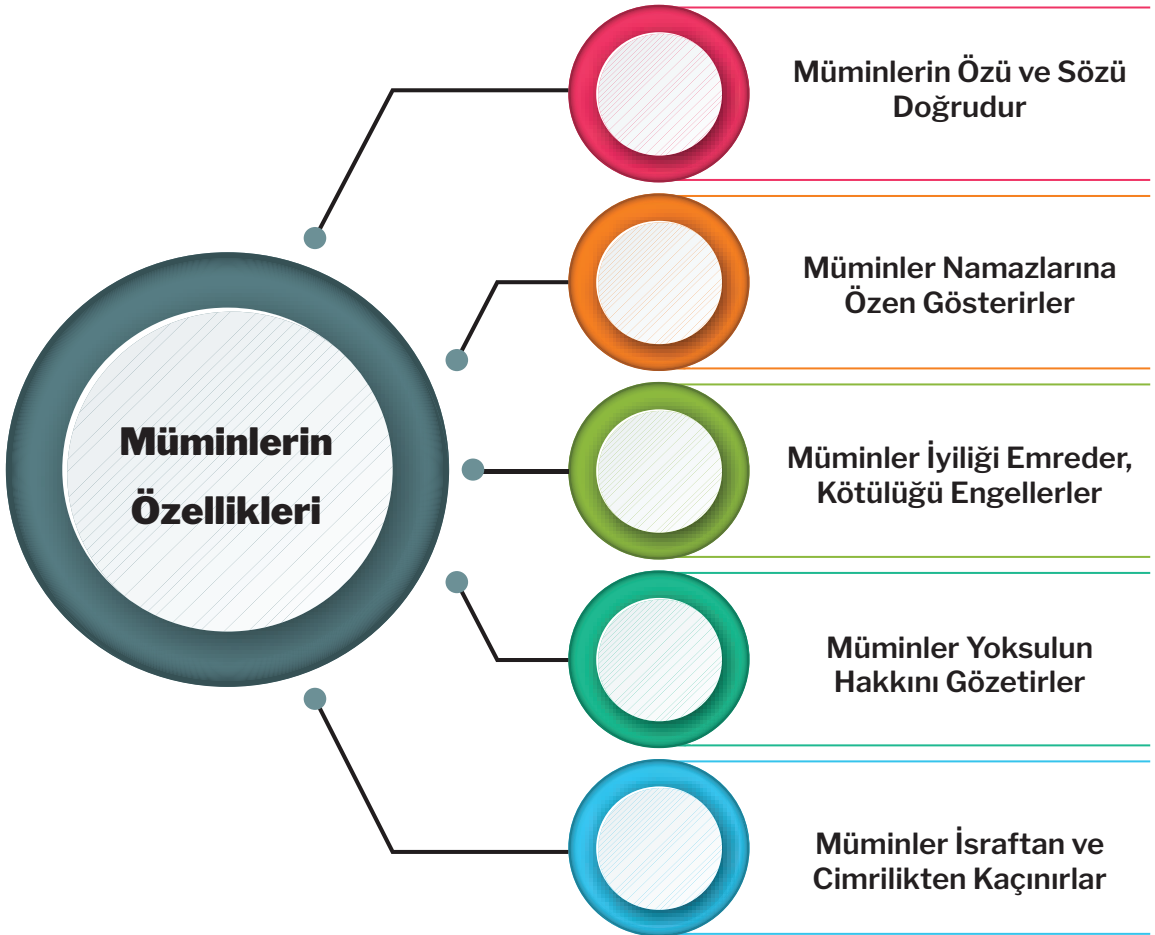 Müminlerin
Özellikleri
Müminlerin Özü ve Sözü
Doğrudur
Müminler Namazlarına
Özen Gösterirler
Müminler İyiliği Emreder,
Kötülüğü Engellerler
Müminler Yoksulun
Hakkını Gözetirler
Müminler İsraftan ve
Cimrilikten Kaçınırlar